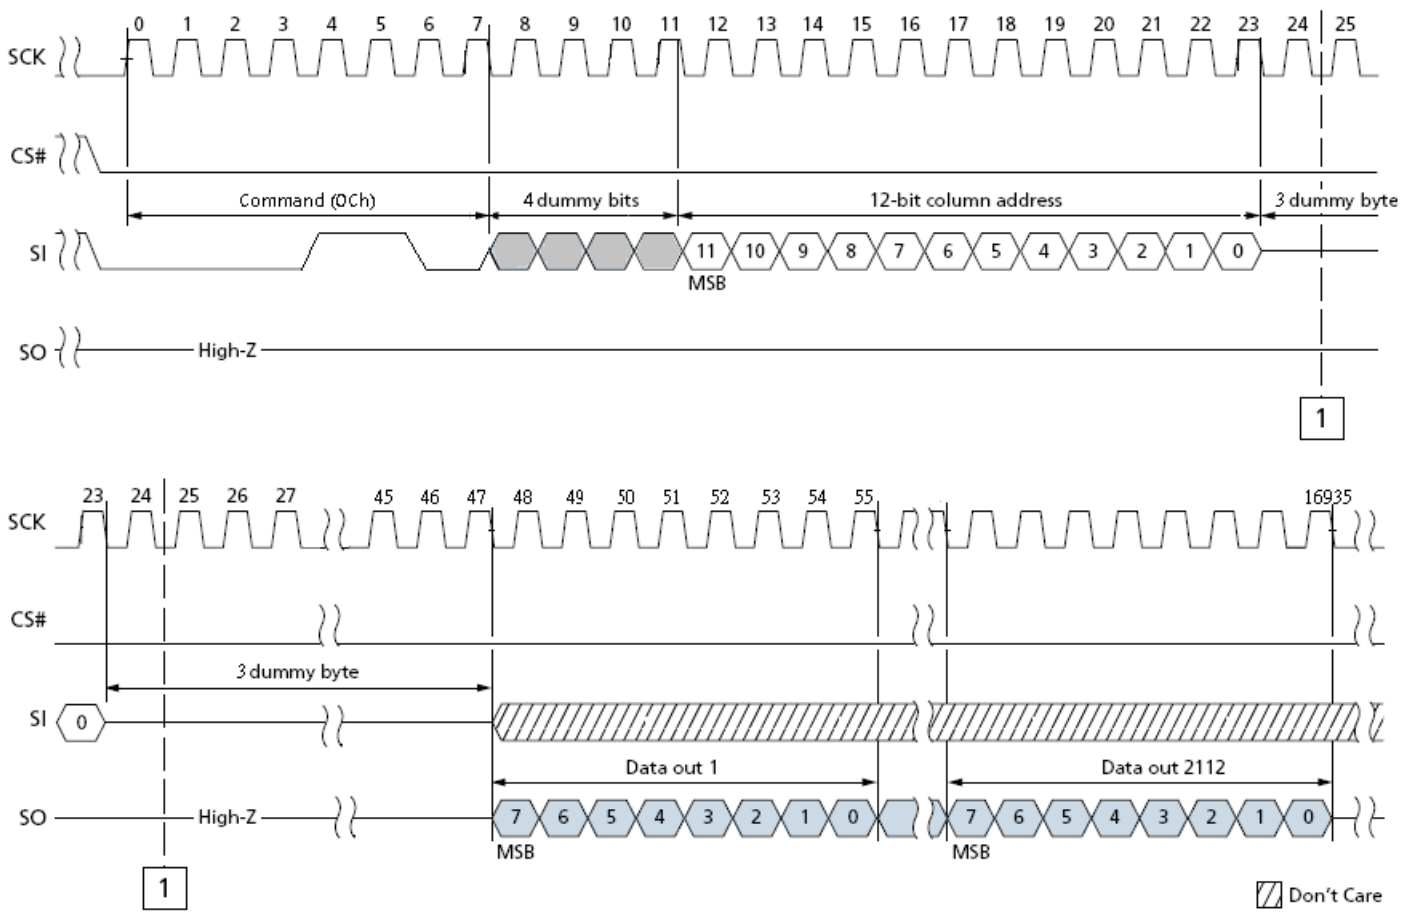 0 1 2 3 4 5 6 7 8 9 10 11 12 13 14 15 16 17 18 19 20 21 22 23 24 25
SCK
CS#
Command (0Ch) 4 dummy bits 12-bit column address 3 dummy byte
SI 11 10 9 8 7 6 5 4 3 2 1 0
MSB
SO High-Z
1
23 24 25 26 27 45 46 47 48 49 50 51 52 53 54 55 16935
SCK
CS#
3 dummy byte
SI 0
Data out 1 Data out 2112
SO High-Z 7 6 5 4 3 2 1 0 7 6 5 4 3 2 1 0
MSB MSB
1
Don't Care